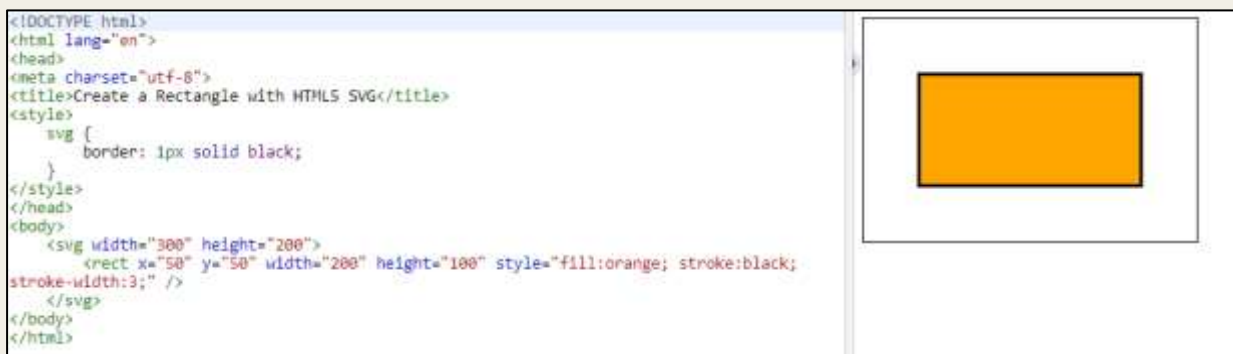 <!DOCTYPE html>
<html lang="en">
<head>
<meta charset="utf-8">
<title>Create a Rectangle with HTML5 SVG</title>
<style>
    svg {
        border: 1px solid black;
    }
</style>
</head>
<body>
    <svg width="300" height="200">
        <rect x="50" y="50" width="200" height="100" style="fill:orange; stroke:black;
stroke-width:3;" />
    </svg>
</body>
</html>